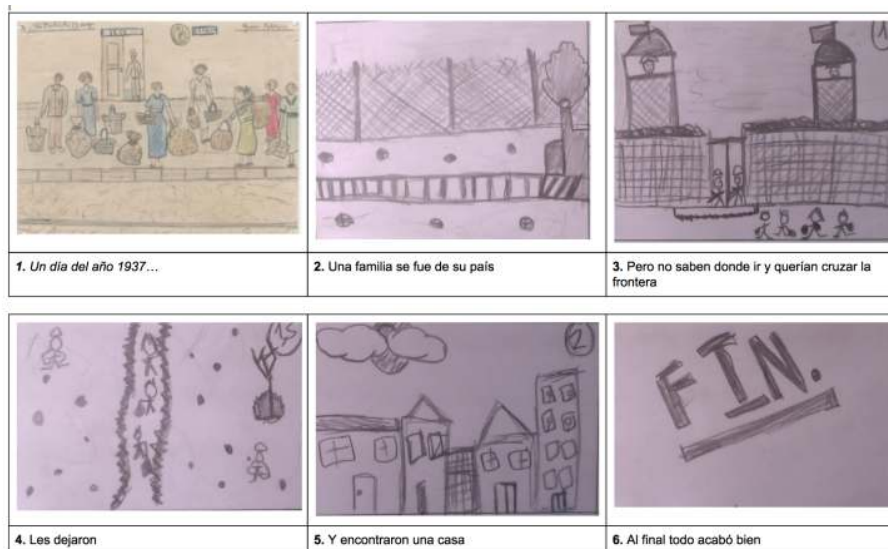 1. Un día del año 1937…
2. Una familia se fue de su país
3. Pero no saben donde ir y querían cruzar la
frontera
15
2
FIN.
4. Les dejaron
5. Y encontraron una casa
6. Al final todo acabó bien